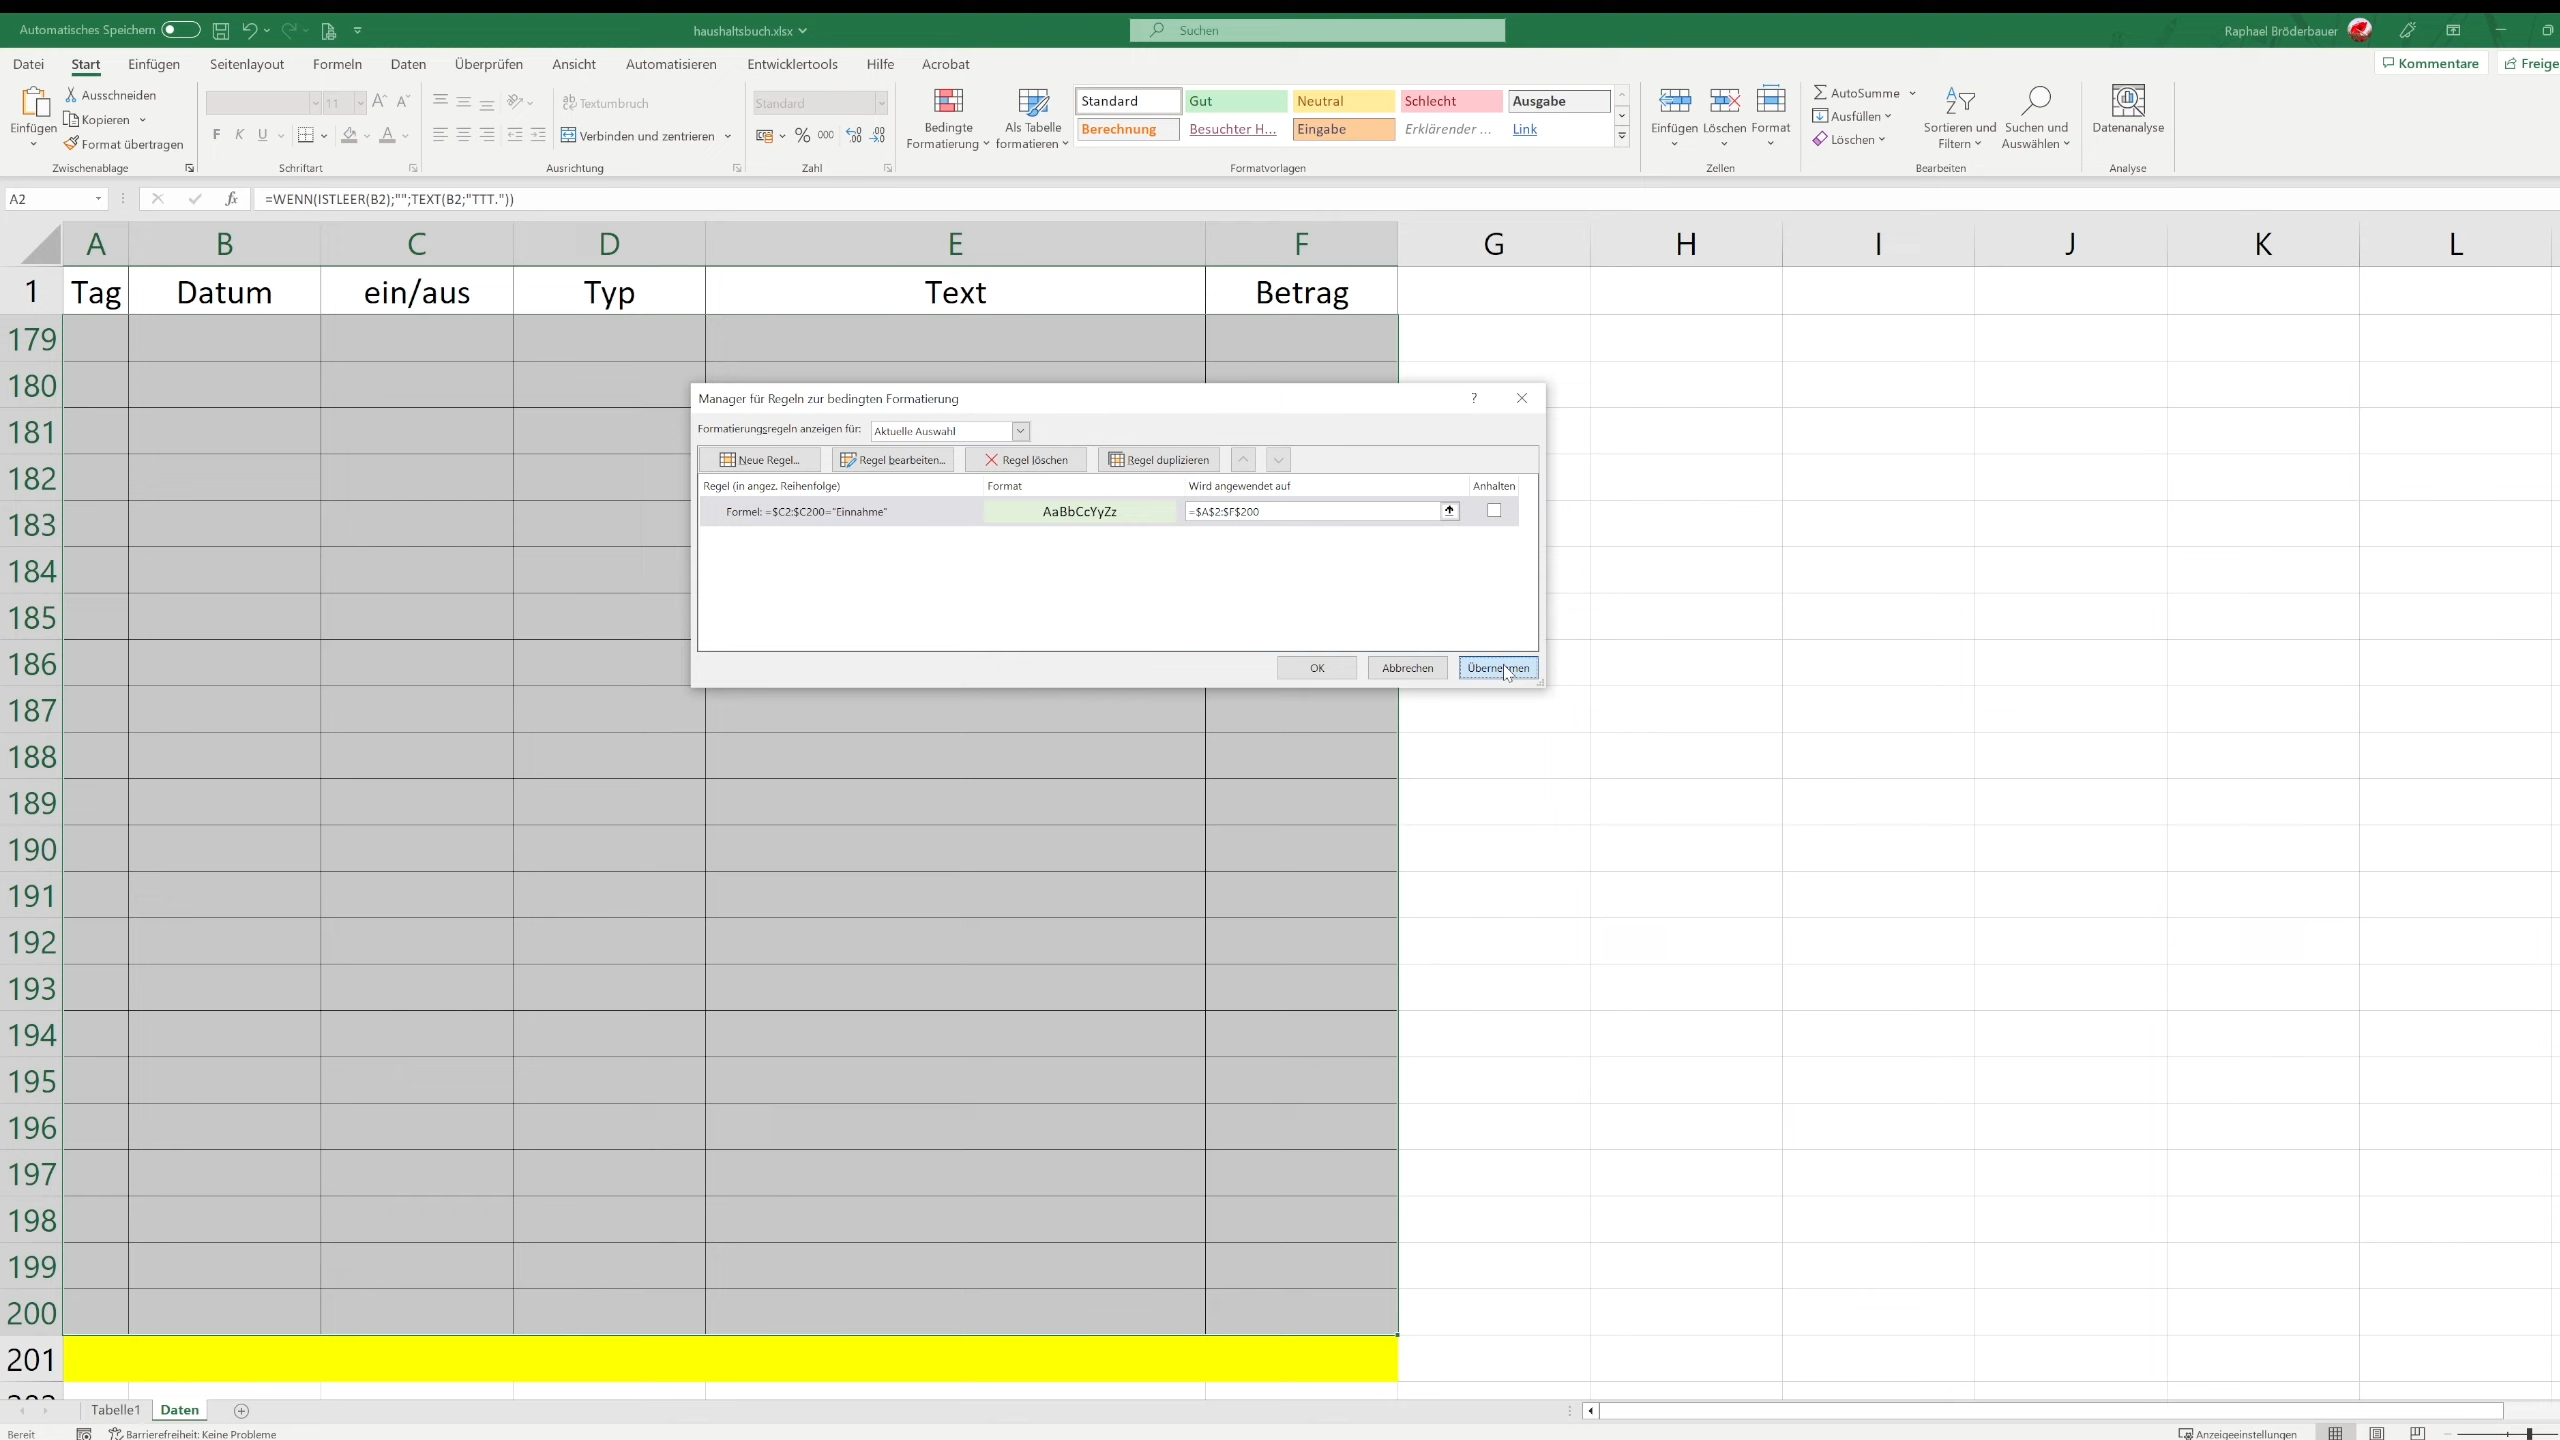 Automatisches Speichern
haushaltsbuch.xlsx
Suchen
Raphael Bröderbauer
Datei Start Einfügen Seitenlayout Formeln Daten Überprüfen Ansicht Automatisieren Entwicklertools Hilfe Acrobat
Kommentare
Freige
Einfügen
Ausschneiden
Kopieren
Format übertragen
Zwischenablage
11
F K U
Schriftart
Textumbruch
Verbinden und zentrieren
Ausrichtung
Standard
% 000
Zahl
Bedingte Formatierung
Als Tabelle formatieren
Standard Gut Neutral Schlecht Ausgabe
Berechnung Besuchter H... Eingabe Erklärender ... Link
Formatvorlagen
Einfügen Löschen Format
Zellen
AutoSumme
Ausfüllen
Löschen
Sortieren und Filtern
Suchen und Auswählen
Bearbeiten
Datenanalyse
Analyse
A2
fx
=WENN(ISTLEER(B2);"";TEXT(B2;"TTT."))
A B C D E F G H I J K L
1 Tag Datum ein/aus Typ Text Betrag
179
180
181
182
183
184
185
186
187
188
189
190
191
192
193
194
195
196
197
198
199
200
201
Manager für Regeln zur bedingten Formatierung
?
Formatierungsregeln anzeigen für: Aktuelle Auswahl
Neue Regel... Regel bearbeiten... Regel löschen Regel duplizieren
Regel (in angez. Reihenfolge) Format Wird angewendet auf Anhalten
Formel: =$C2:$C200="Einnahme" AaBbCcYyZz =$A$2:$F$200
OK Abbrechen Übernehmen
Tabelle1 Daten
Bereit
Barrierefreiheit: Keine Probleme
Anzeigeeinstellungen